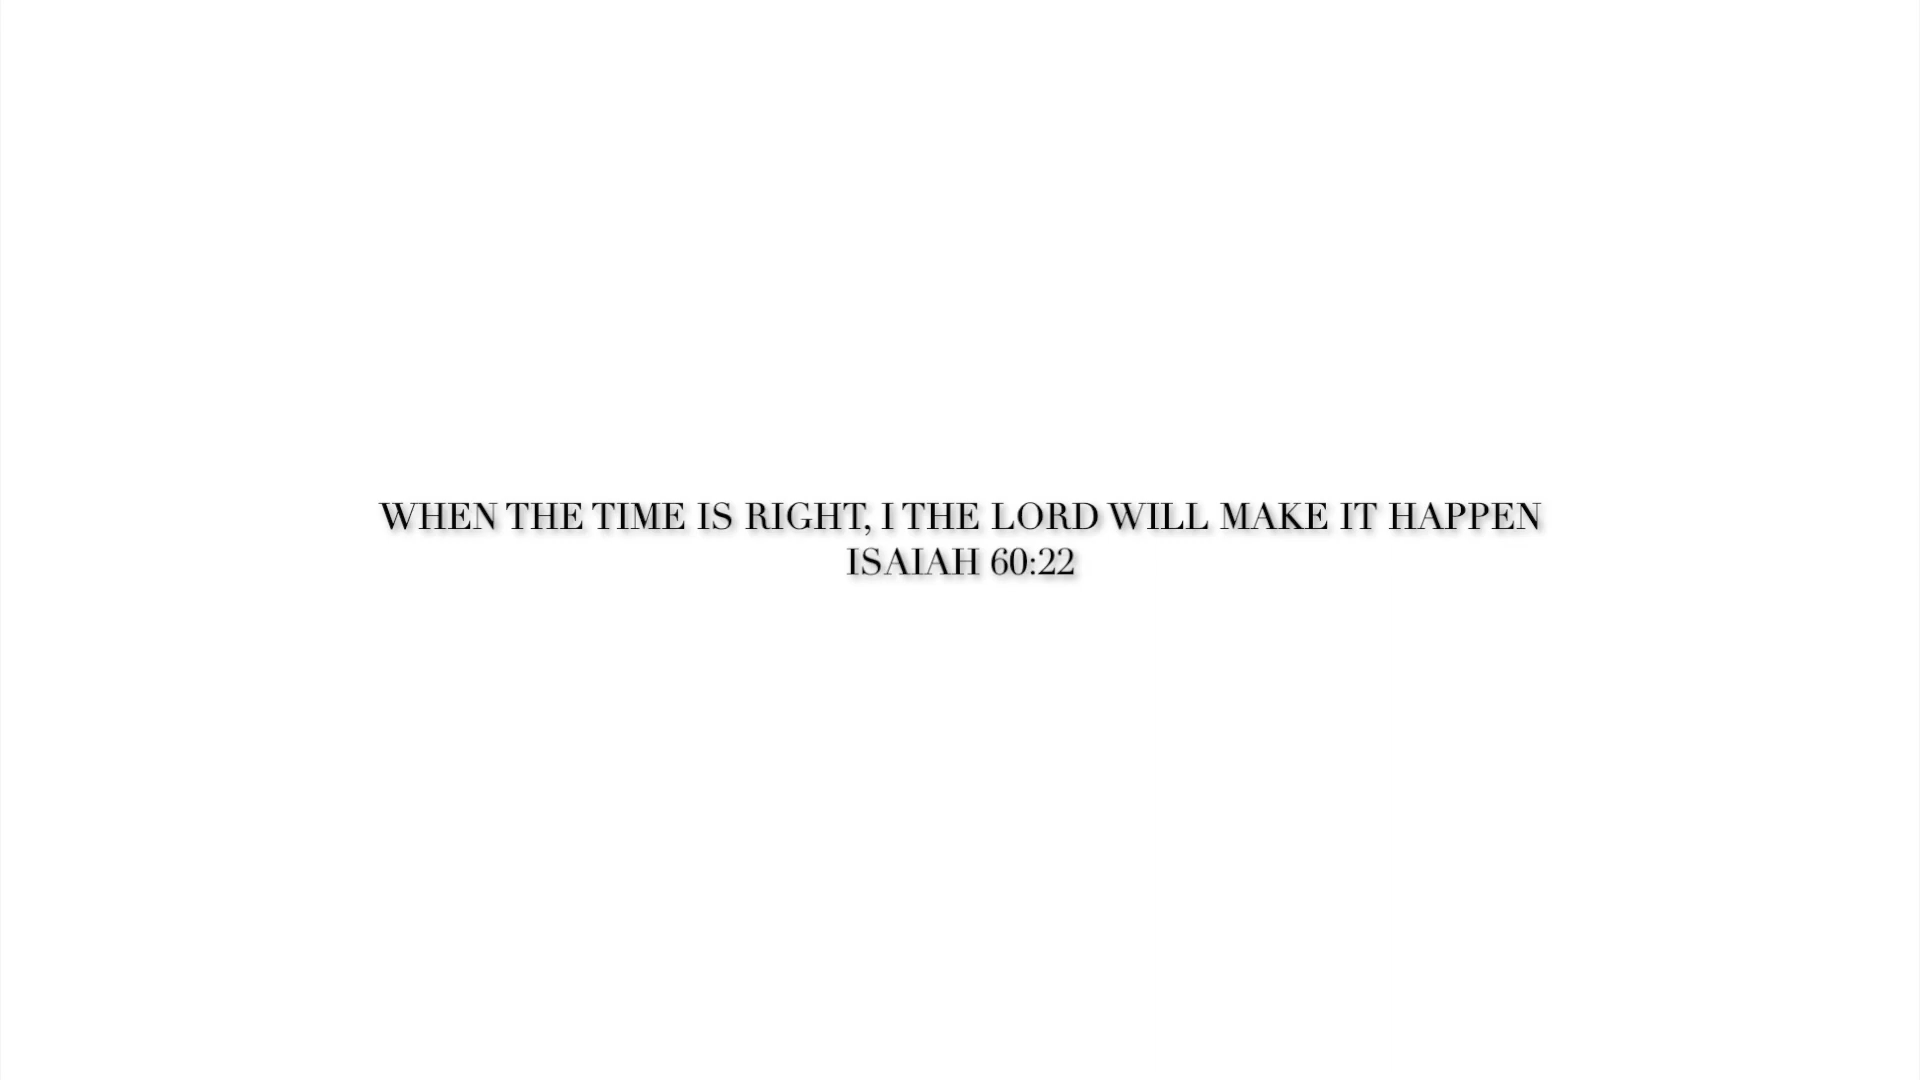 WHEN THE TIME IS RIGHT, I THE LORD WILL MAKE IT HAPPEN
ISAIAH 60:22